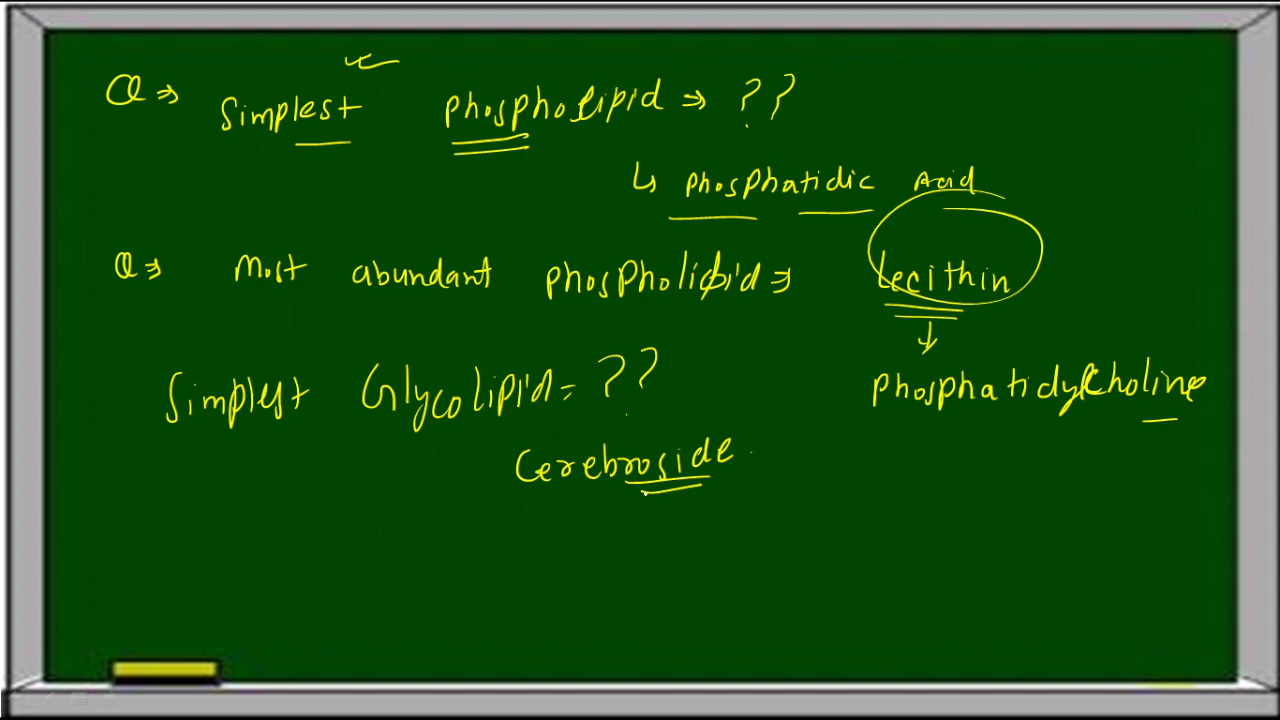 Q ⇒ Simplest Phospholipid ⇒ ??
↳ Phosphatidic Acid
Q ⇒ Most abundant Phospholipid ⇒ Lecithin
↓
Simplest Glycolipid = ??
Phosphatidylcholine
Cerebroside